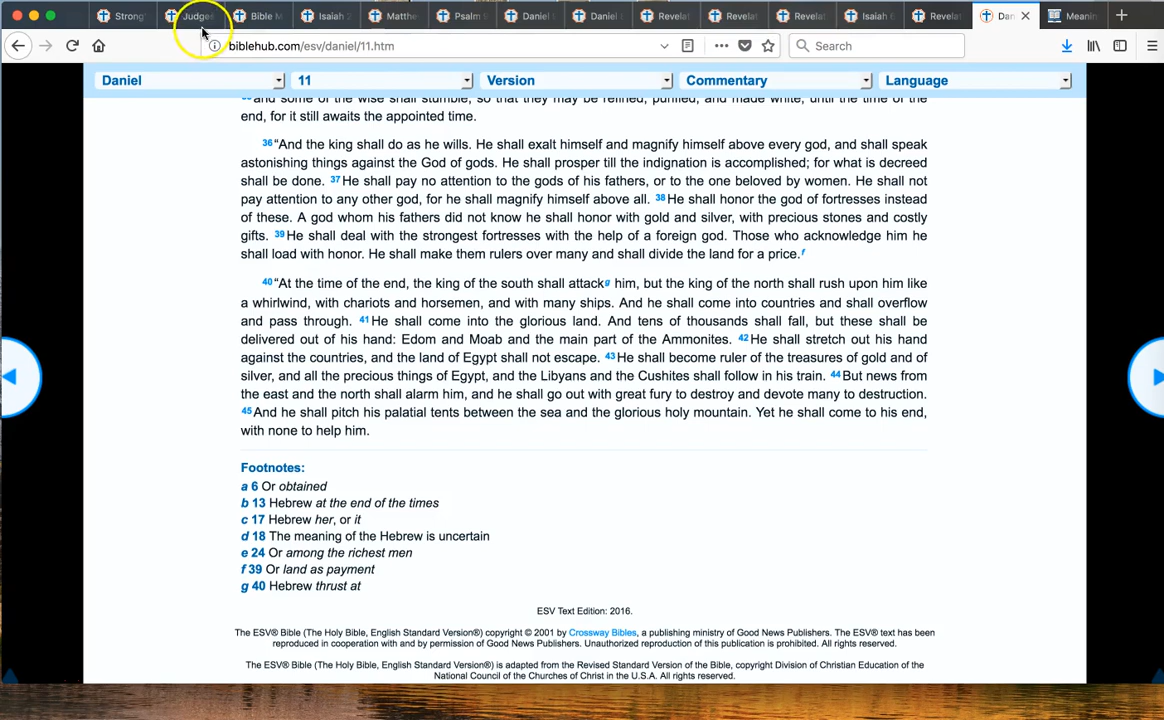 Strong
Judge
Bible M
Isaiah 2
Matthe
Psalm 9
Daniel
Daniel
Revelat
Revelat
Revelat
Isaiah 6
Revelat
Dan
Meanin
biblehub.com/esv/daniel/11.htm
Search
Daniel
11
Version
Commentary
Language
and some of the wise shall stumble, so that they may be refined, purified, and made white, until the time of the
end, for it still awaits the appointed time.
36 “And the king shall do as he wills. He shall exalt himself and magnify himself above every god, and shall speak
astonishing things against the God of gods. He shall prosper till the indignation is accomplished; for what is decreed
shall be done. 37 He shall pay no attention to the gods of his fathers, or to the one beloved by women. He shall not
pay attention to any other god, for he shall magnify himself above all. 38 He shall honor the god of fortresses instead
of these. A god whom his fathers did not know he shall honor with gold and silver, with precious stones and costly
gifts. 39 He shall deal with the strongest fortresses with the help of a foreign god. Those who acknowledge him he
shall load with honor. He shall make them rulers over many and shall divide the land for a price. f
40 “At the time of the end, the king of the south shall attack g him, but the king of the north shall rush upon him like
a whirlwind, with chariots and horsemen, and with many ships. And he shall come into countries and shall overflow
and pass through. 41 He shall come into the glorious land. And tens of thousands shall fall, but these shall be
delivered out of his hand: Edom and Moab and the main part of the Ammonites. 42 He shall stretch out his hand
against the countries, and the land of Egypt shall not escape. 43 He shall become ruler of the treasures of gold and of
silver, and all the precious things of Egypt, and the Libyans and the Cushites shall follow in his train. 44 But news from
the east and the north shall alarm him, and he shall go out with great fury to destroy and devote many to destruction.
45 And he shall pitch his palatial tents between the sea and the glorious holy mountain. Yet he shall come to his end,
with none to help him.
Footnotes:
a 6 Or obtained
b 13 Hebrew at the end of the times
c 17 Hebrew her, or it
d 18 The meaning of the Hebrew is uncertain
e 24 Or among the richest men
f 39 Or land as payment
g 40 Hebrew thrust at
ESV Text Edition: 2016.
The ESV® Bible (The Holy Bible, English Standard Version®) copyright © 2001 by Crossway Bibles, a publishing ministry of Good News Publishers. The ESV® text has been
reproduced in cooperation with and by permission of Good News Publishers. Unauthorized reproduction of this publication is prohibited. All rights reserved.
The ESV® Bible (The Holy Bible, English Standard Version®) is adapted from the Revised Standard Version of the Bible, copyright Division of Christian Education of the
National Council of the Churches of Christ in the U.S.A. All rights reserved.